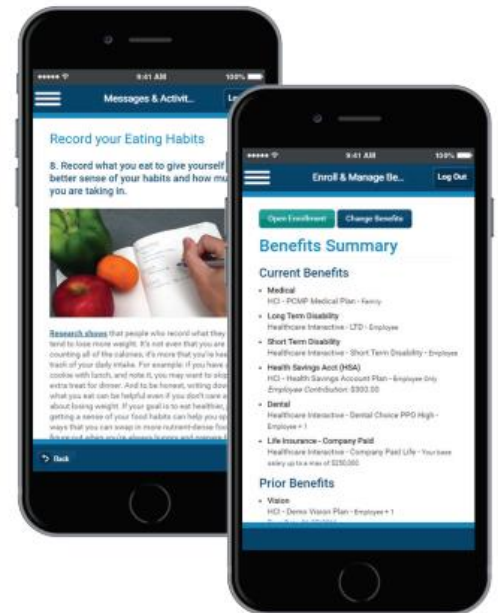 9:41 AM
100%
Messages & Activit...
Record your Eating Habits
8. Record what you eat to give yourself
better sense of your habits and how mu
you are taking in.
Research shows that people who record what they
tend to lose more weight. It's not even that you are
counting all of the calories, it's more that you're
track of your daily intake. For example: if you have
cookie with lunch, and note it, you may want to skip
extra treat for dinner. And to be honest, writing dow
what you eat can be helpful even if you don't care
about losing weight. If your goal is to eat healthier,
getting a sense of your food habits can help you
ways that you can swap in more nutrient-dense
Back
9:41 AM
100%
Enroll & Manage Be...
Log Out
Open Enrollment
Change Benefits
Benefits Summary
Current Benefits
• Medical
HCI - PCMP Medical Plan - Family
• Long Term Disability
Healthcare Interactive - LTD - Employee
• Short Term Disability
Healthcare Interactive - Short Term Disability - Employee
• Health Savings Acct (HSA)
HCI - Health Savings Account Plan - Employee Only
Employee Contribution: $300.00
• Dental
Healthcare Interactive - Dental Choice PPO High -
Employee + 1
• Life Insurance - Company Paid
Healthcare Interactive - Company Paid Life - Your base
salary up to a max of $250,000
Prior Benefits
• Vision
HCI - Demo Vision Plan - Employee + 1